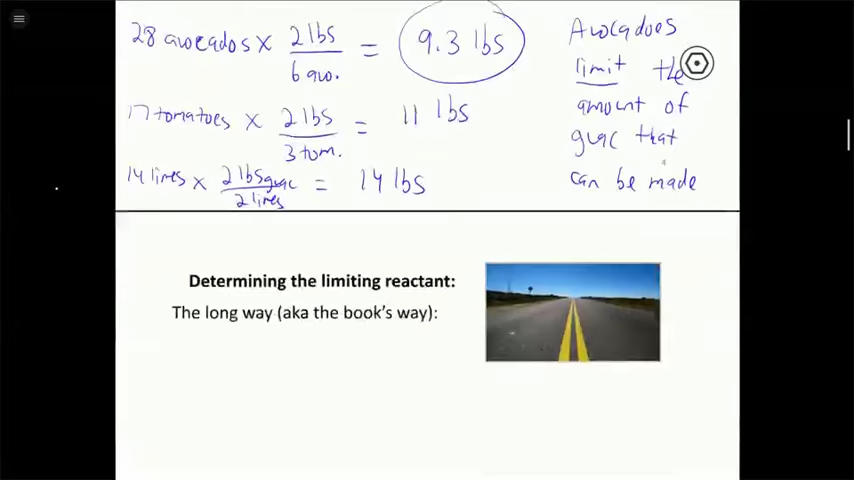 28 avocados × 2 lbs / 6 avo. = 9.3 lbs
17 tomatoes × 2 lbs / 3 tom. = 11 lbs
14 limes × 2 lbs guac / 2 limes = 14 lbs
Avocadoes
limit the
amount of
guac that
can be made
Determining the limiting reactant:
The long way (aka the book's way):